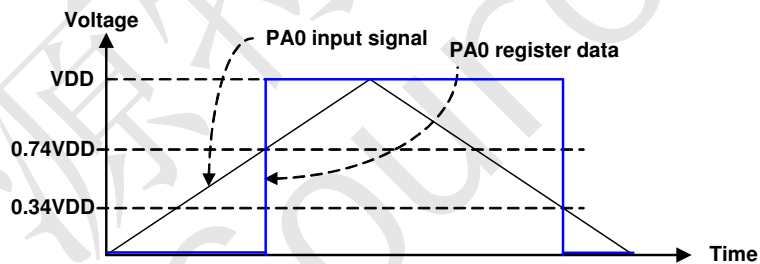 Voltage
PA0 input signal
PA0 register data
VDD
0.74VDD
0.34VDD
Time